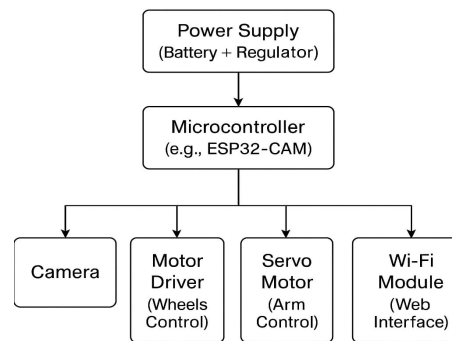 Power Supply
(Battery + Regulator)
Microcontroller
(e.g., ESP32-CAM)
Camera
Motor
Driver
(Wheels
Control)
Servo
Motor
(Arm
Control)
Wi-Fi
Module
(Web
Interface)